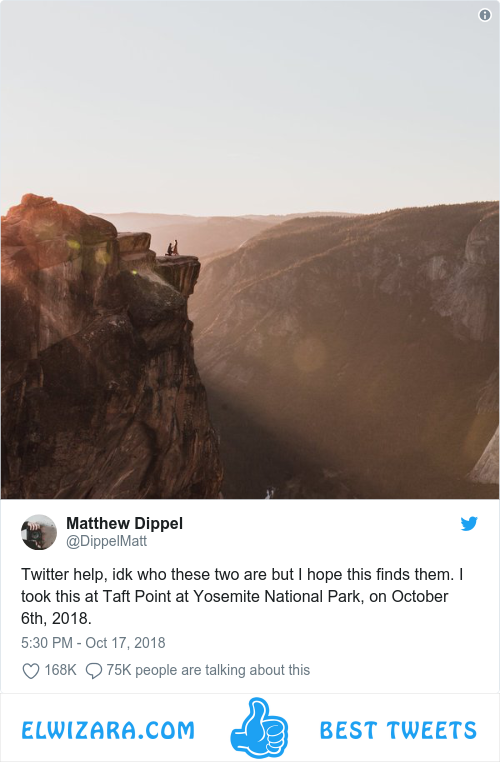 Matthew Dippel
@DippelMatt
Twitter help, idk who these two are but I hope this finds them. I
took this at Taft Point at Yosemite National Park, on October
6th, 2018.
5:30 PM - Oct 17, 2018
168K 75K people are talking about this
ELWIZARA.COM BEST TWEETS